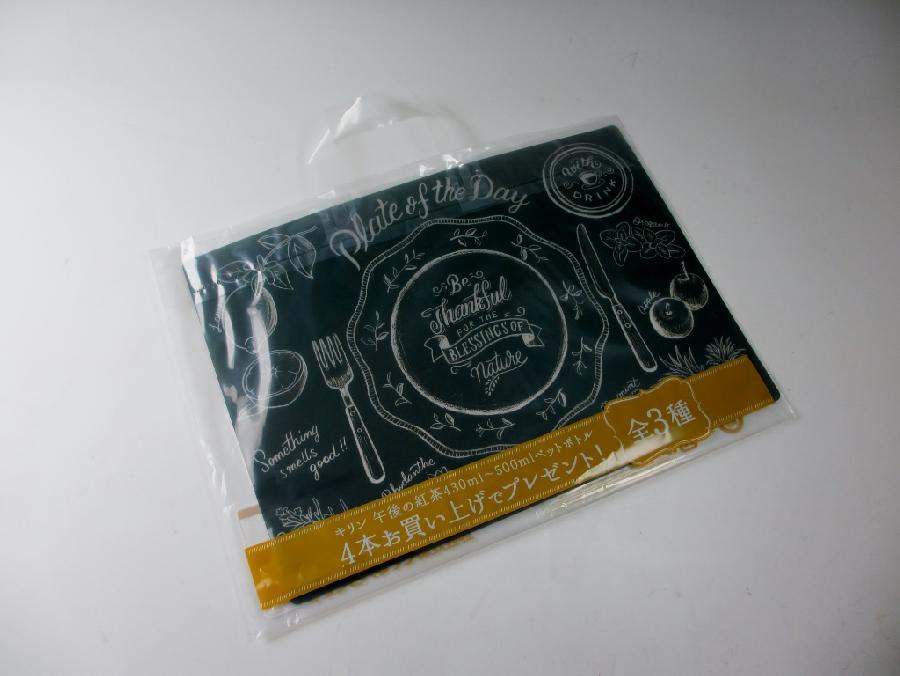 Plate of the Day
with
DRINK
Be
Thankful
FOR THE
BLESSINGS OF
Nature
Something
smells
good!!
キリン 午後の紅茶430ml～500mlペットボトル
4本お買い上げでプレゼント!
全3種